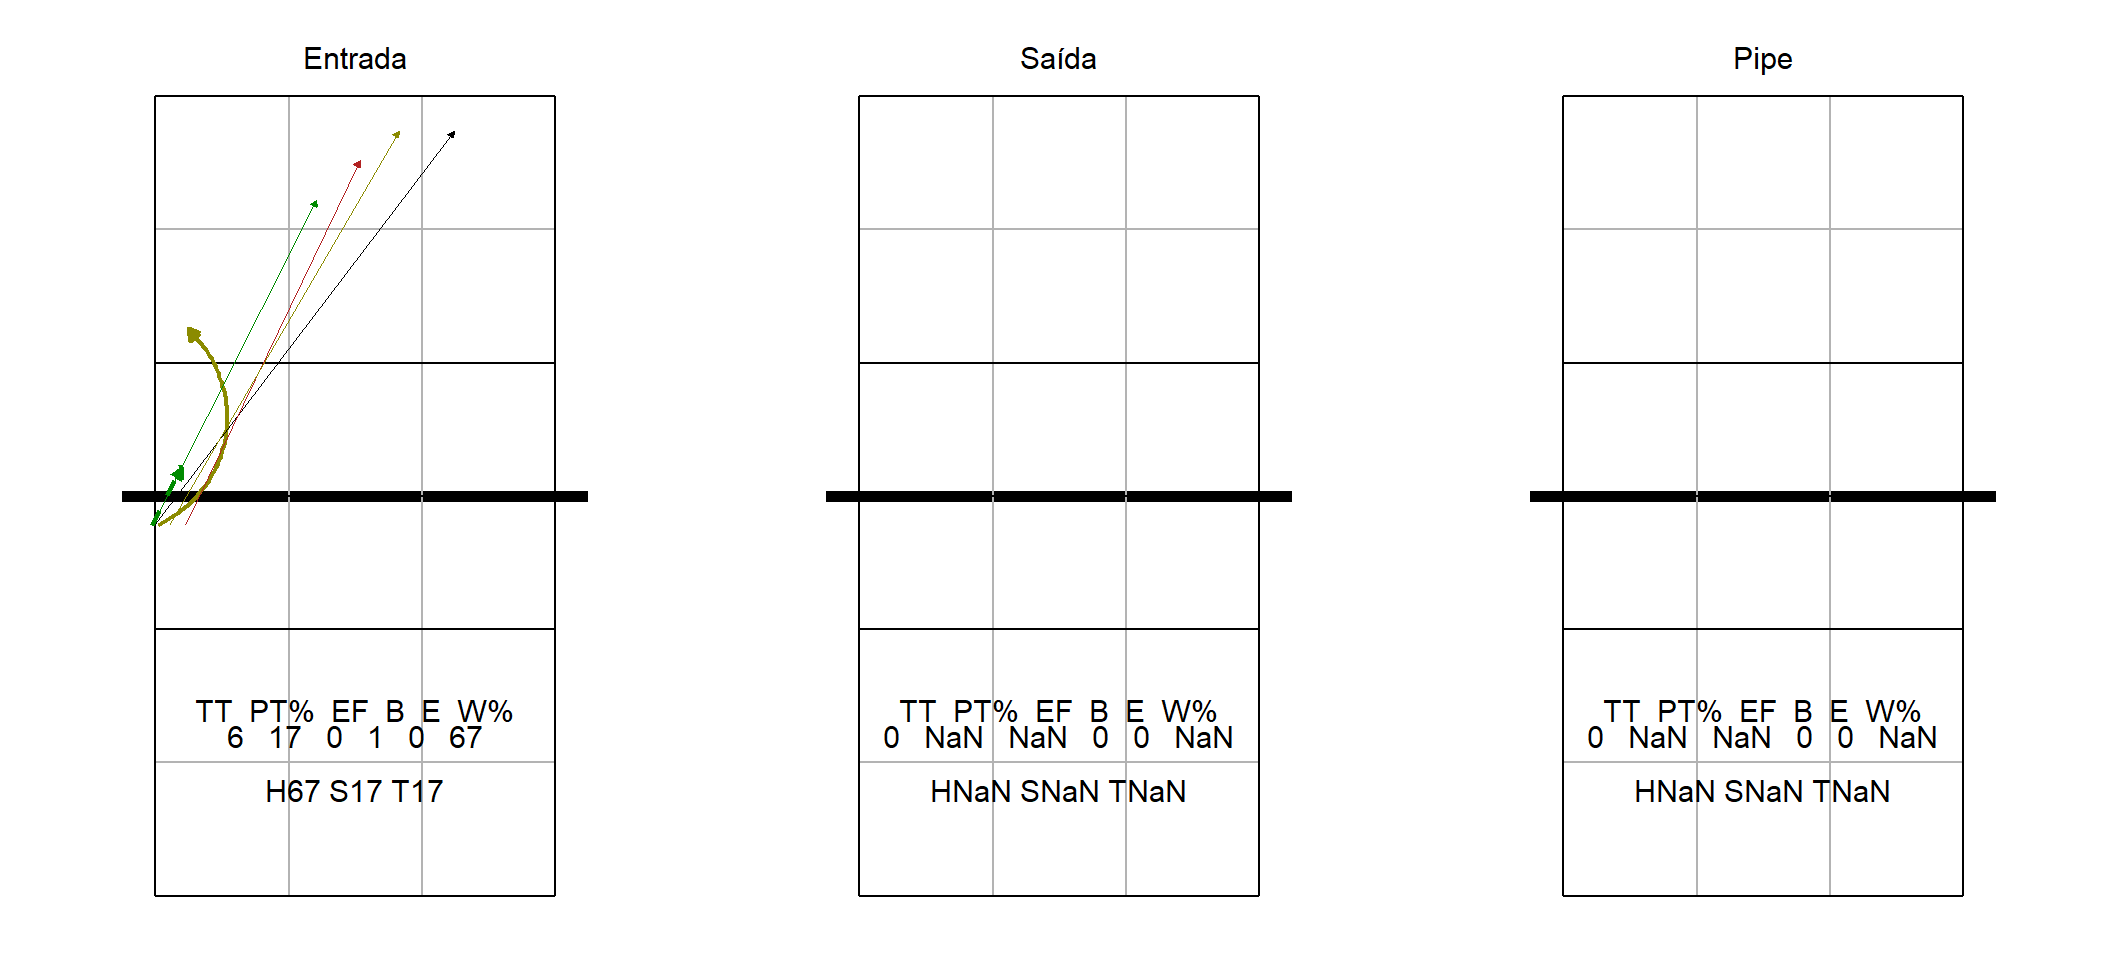 Entrada
TT PT% EF B E W%
6 17 0 1 0 67
H67 S17 T17
Saída
TT PT% EF B E W%
0 NaN NaN 0 0 NaN
HNaN SNaN TNaN
Pipe
TT PT% EF B E W%
0 NaN NaN 0 0 NaN
HNaN SNaN TNaN